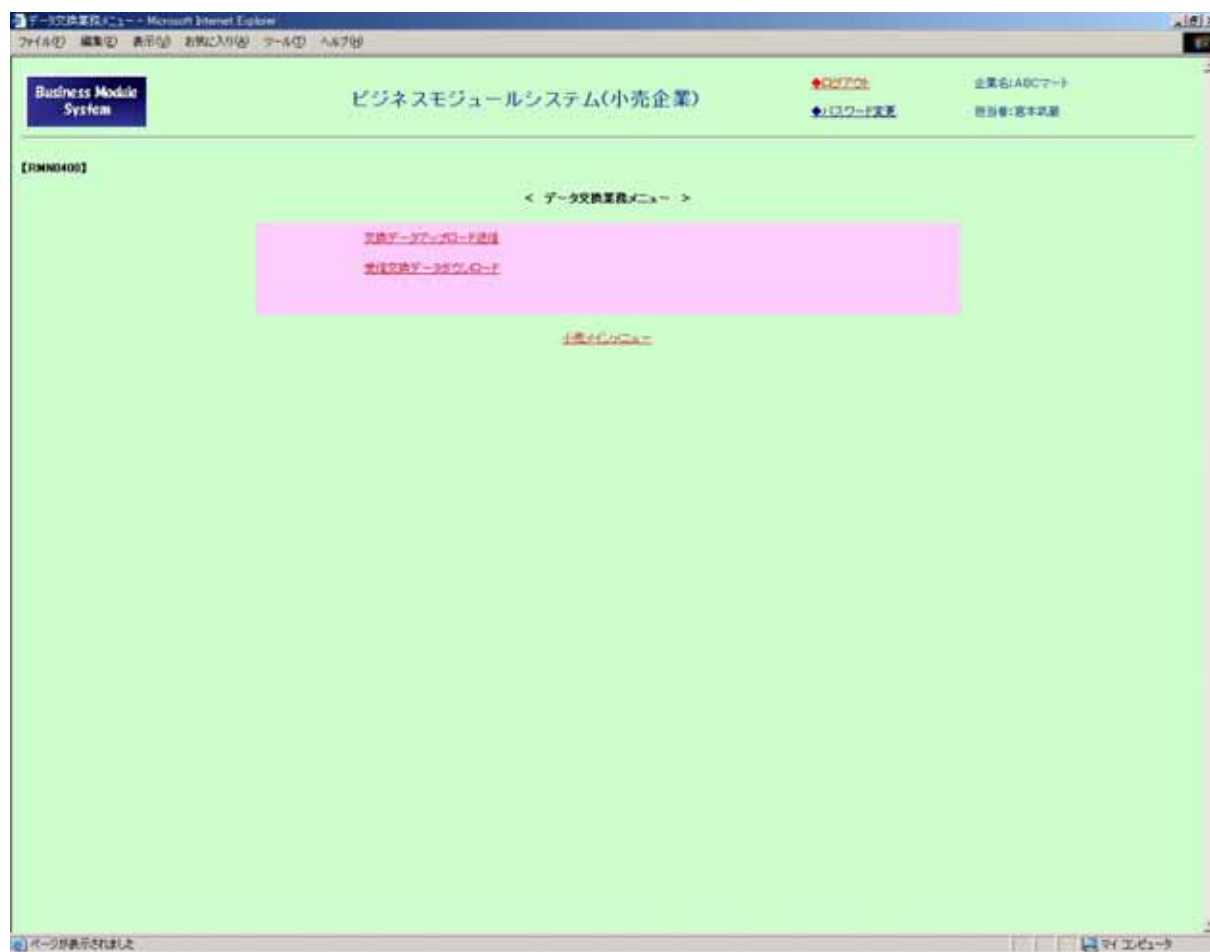 データ交換業務メニュー - Microsoft Internet Explorer
ファイル(F) 編集(E) 表示(V) お気に入り(A) ツール(T) ヘルプ(H)
Business Module System
ビジネスモジュールシステム(小売企業)
◆ログアウト
◆パスワード変更
企業名:ABCマート
担当者:宮本武蔵
【RMN0400】
< データ交換業務メニュー >
交換データアップロード送信
受信交換データダウンロード
小売メインメニュー
ページが表示されました
マイ コンピュータ